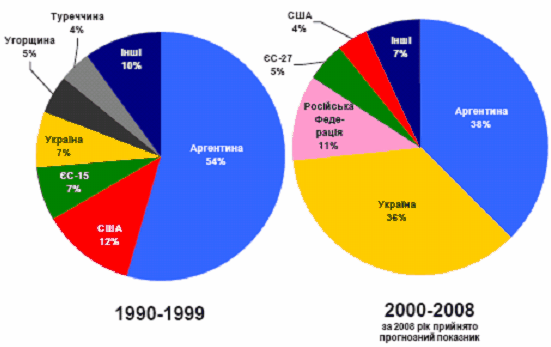 Туреччина
4%
Угорщина
5%
Інші
10%
Україна
7%
Аргентина
54%
ЄС-15
7%
США
12%
1990-1999
США
4%
ЄС-27
5%
Інші
7%
Російська
Феде-
рація
11%
Аргентина
38%
Україна
36%
2000-2008
за 2008 рік прийнято
прогнозний показник